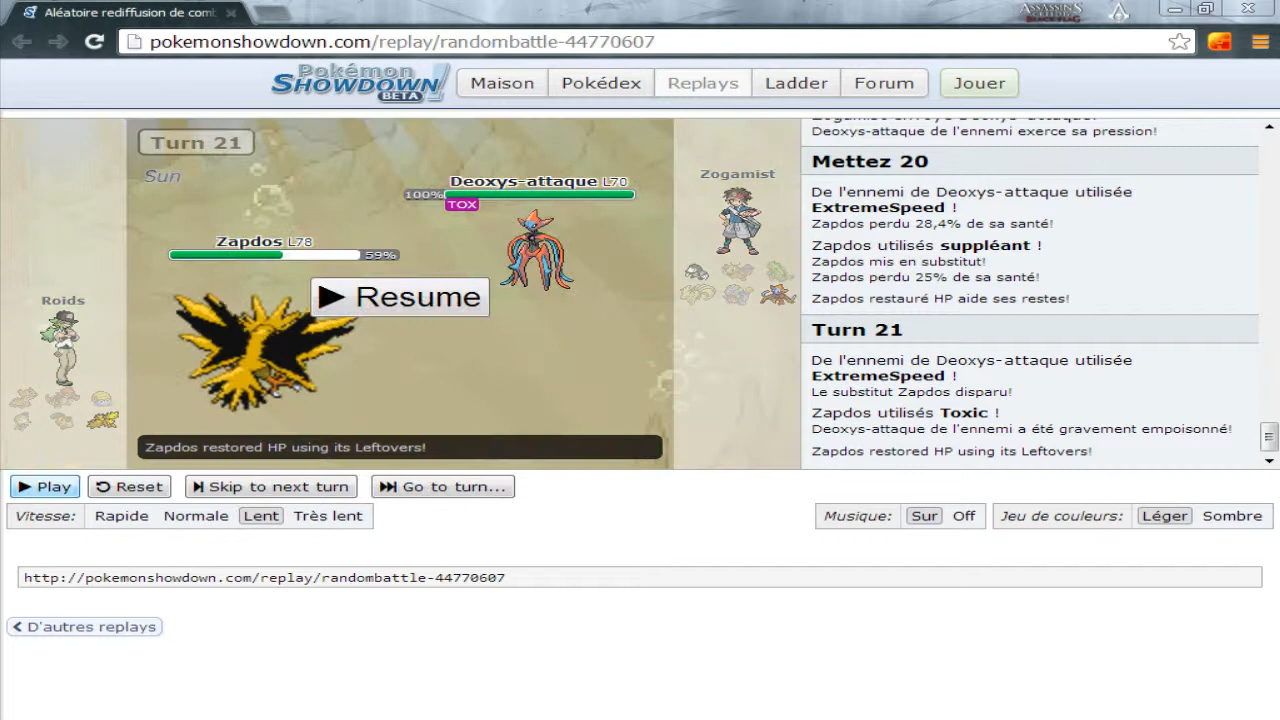 Aléatoire rediffusion de comb
ASSASSIN'S
pokemonshowdown.com/replay/randombattle-44770607
Pokémon
SHOWDOWN!
BETA
Maison
Pokédex
Replays
Ladder
Forum
Jouer
Turn 21
Sun
Deoxys-attaque L70
100%
TOX
Zapdos L78
59%
Resume
Roids
Zogamist
Zapdos restored HP using its Leftovers!
Deoxys-attaque de l'ennemi exerce sa pression!
Mettez 20
De l'ennemi de Deoxys-attaque utilisée
ExtremeSpeed !
Zapdos perdu 28,4% de sa santé!
Zapdos utilisés suppléant !
Zapdos mis en substitut!
Zapdos perdu 25% de sa santé!
Zapdos restauré HP aide ses restes!
Turn 21
De l'ennemi de Deoxys-attaque utilisée
ExtremeSpeed !
Le substitut Zapdos disparu!
Zapdos utilisés Toxic !
Deoxys-attaque de l'ennemi a été gravement empoisonné!
Zapdos restored HP using its Leftovers!
Play
Reset
Skip to next turn
Go to turn...
Vitesse: Rapide Normale Lent Très lent
Musique: Sur Off
Jeu de couleurs: Léger Sombre
http://pokemonshowdown.com/replay/randombattle-44770607
D'autres replays